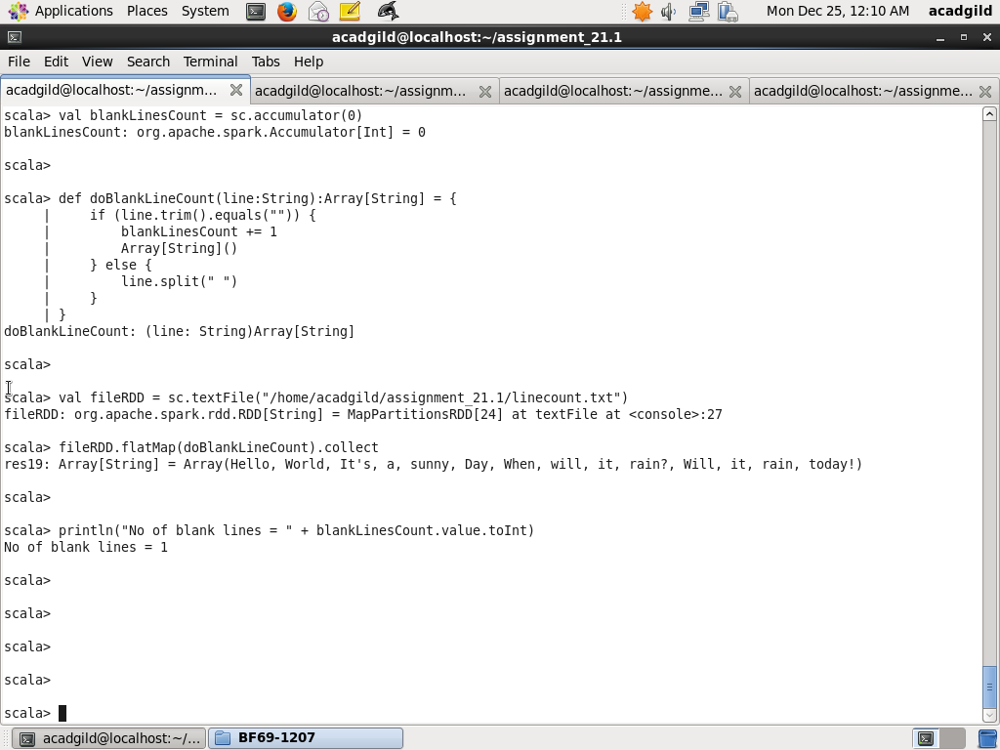 Applications Places System Mon Dec 25, 12:10 AM acadgild
acadgild@localhost:~/assignment_21.1
File Edit View Search Terminal Tabs Help
acadgild@localhost:~/assignm... acadgild@localhost:~/assignm... acadgild@localhost:~/assignme... acadgild@localhost:~/assignme...
scala> val blankLinesCount = sc.accumulator(0)
blankLinesCount: org.apache.spark.Accumulator[Int] = 0
scala>
scala> def doBlankLineCount(line:String):Array[String] = {
     |     if (line.trim().equals("")) {
     |         blankLinesCount += 1
     |         Array[String]()
     |     } else {
     |         line.split(" ")
     |     }
     | }
doBlankLineCount: (line: String)Array[String]
scala>
scala> val fileRDD = sc.textFile("/home/acadgild/assignment_21.1/linecount.txt")
fileRDD: org.apache.spark.rdd.RDD[String] = MapPartitionsRDD[24] at textFile at <console>:27
scala> fileRDD.flatMap(doBlankLineCount).collect
res19: Array[String] = Array(Hello, World, It's, a, sunny, Day, When, will, it, rain?, Will, it, rain, today!)
scala>
scala> println("No of blank lines = " + blankLinesCount.value.toInt)
No of blank lines = 1
scala>
scala>
scala>
scala>
scala>
acadgild@localhost:~/... BF69-1207